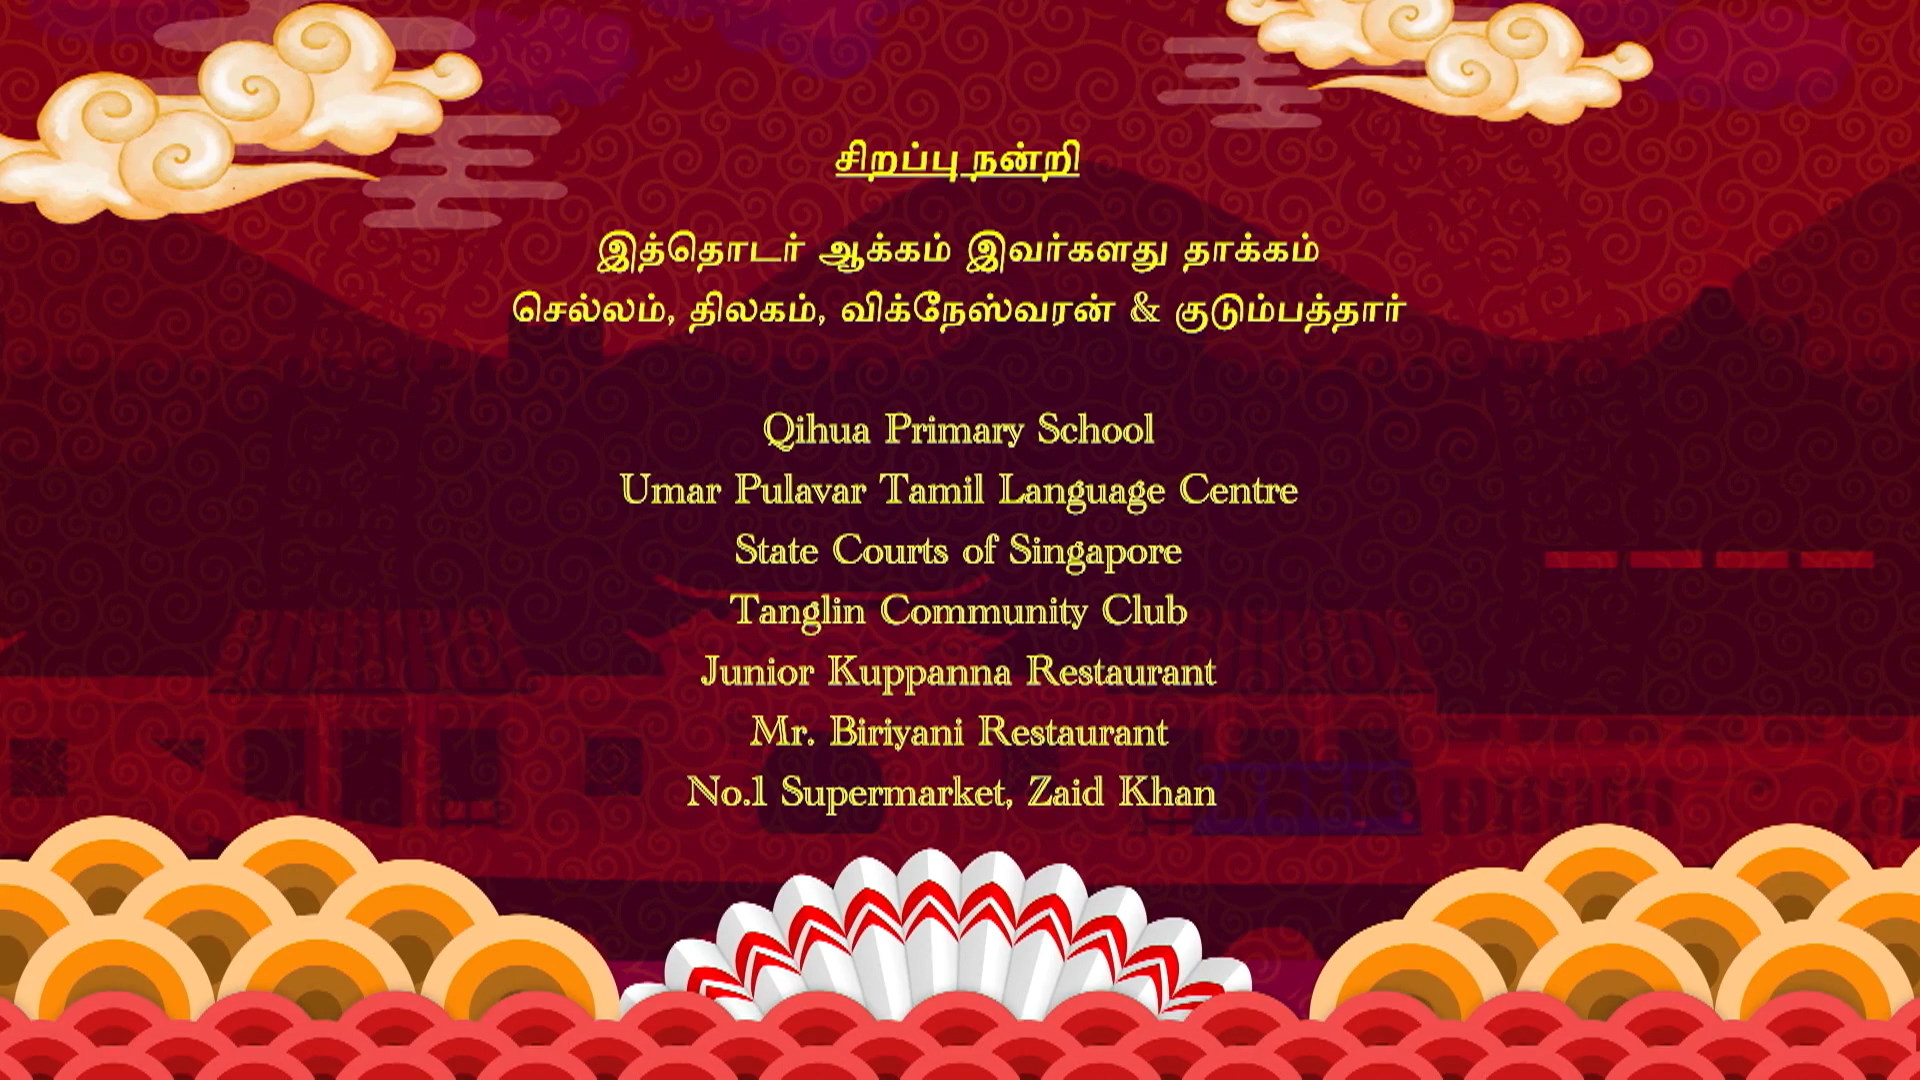 சிறப்பு நன்றி
இத்தொடர் ஆக்கம் இவர்களது தாக்கம்
செல்லம், திலகம், விக்நேஸ்வரன் & குடும்பத்தார்
Qihua Primary School
Umar Pulavar Tamil Language Centre
State Courts of Singapore
Tanglin Community Club
Junior Kuppanna Restaurant
Mr. Biriyani Restaurant
No.1 Supermarket, Zaid Khan